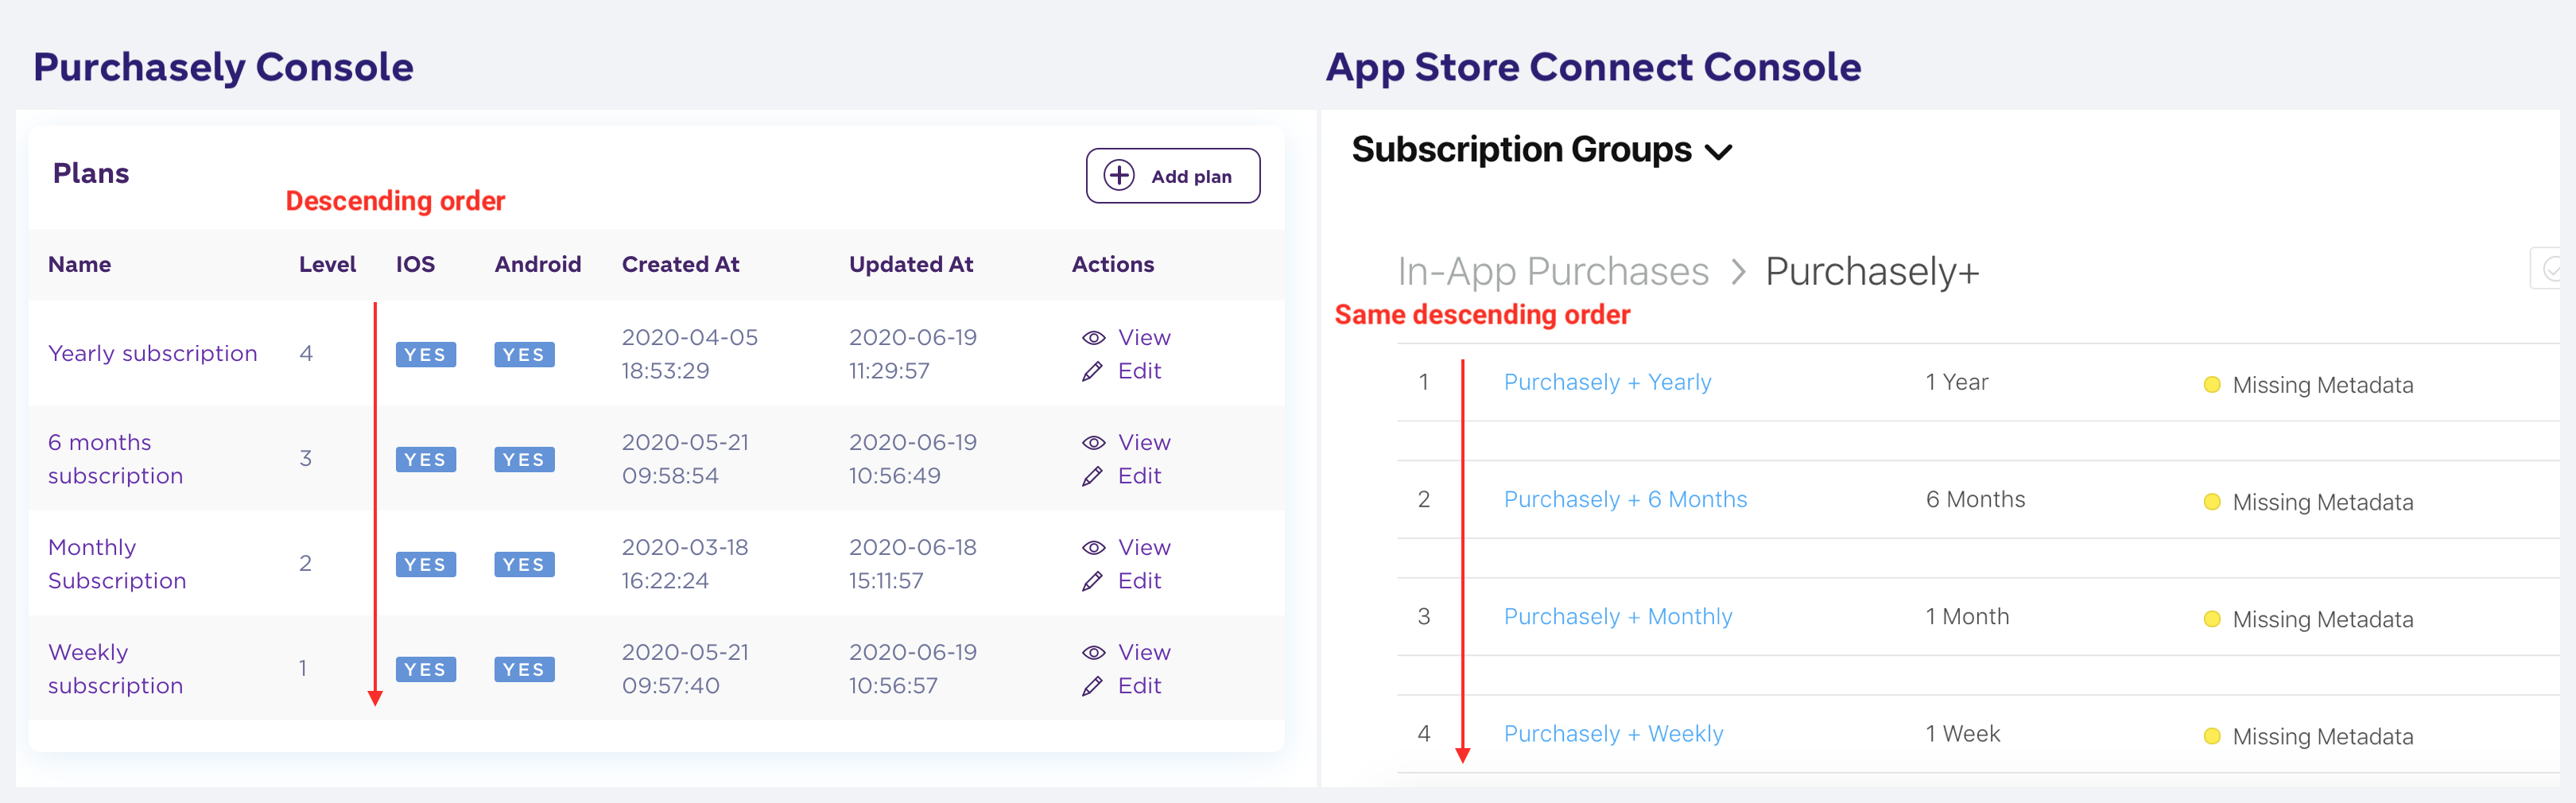 Purchasely Console
Plans
Add plan
Descending order
Name Level IOS Android Created At Updated At Actions
Yearly subscription 4 YES YES 2020-04-05 18:53:29 2020-06-19 11:29:57 View Edit
6 months subscription 3 YES YES 2020-05-21 09:58:54 2020-06-19 10:56:49 View Edit
Monthly Subscription 2 YES YES 2020-03-18 16:22:24 2020-06-18 15:11:57 View Edit
Weekly subscription 1 YES YES 2020-05-21 09:57:40 2020-06-19 10:56:57 View Edit
App Store Connect Console
Subscription Groups
In-App Purchases > Purchasely+
Same descending order
1 Purchasely + Yearly 1 Year Missing Metadata
2 Purchasely + 6 Months 6 Months Missing Metadata
3 Purchasely + Monthly 1 Month Missing Metadata
4 Purchasely + Weekly 1 Week Missing Metadata